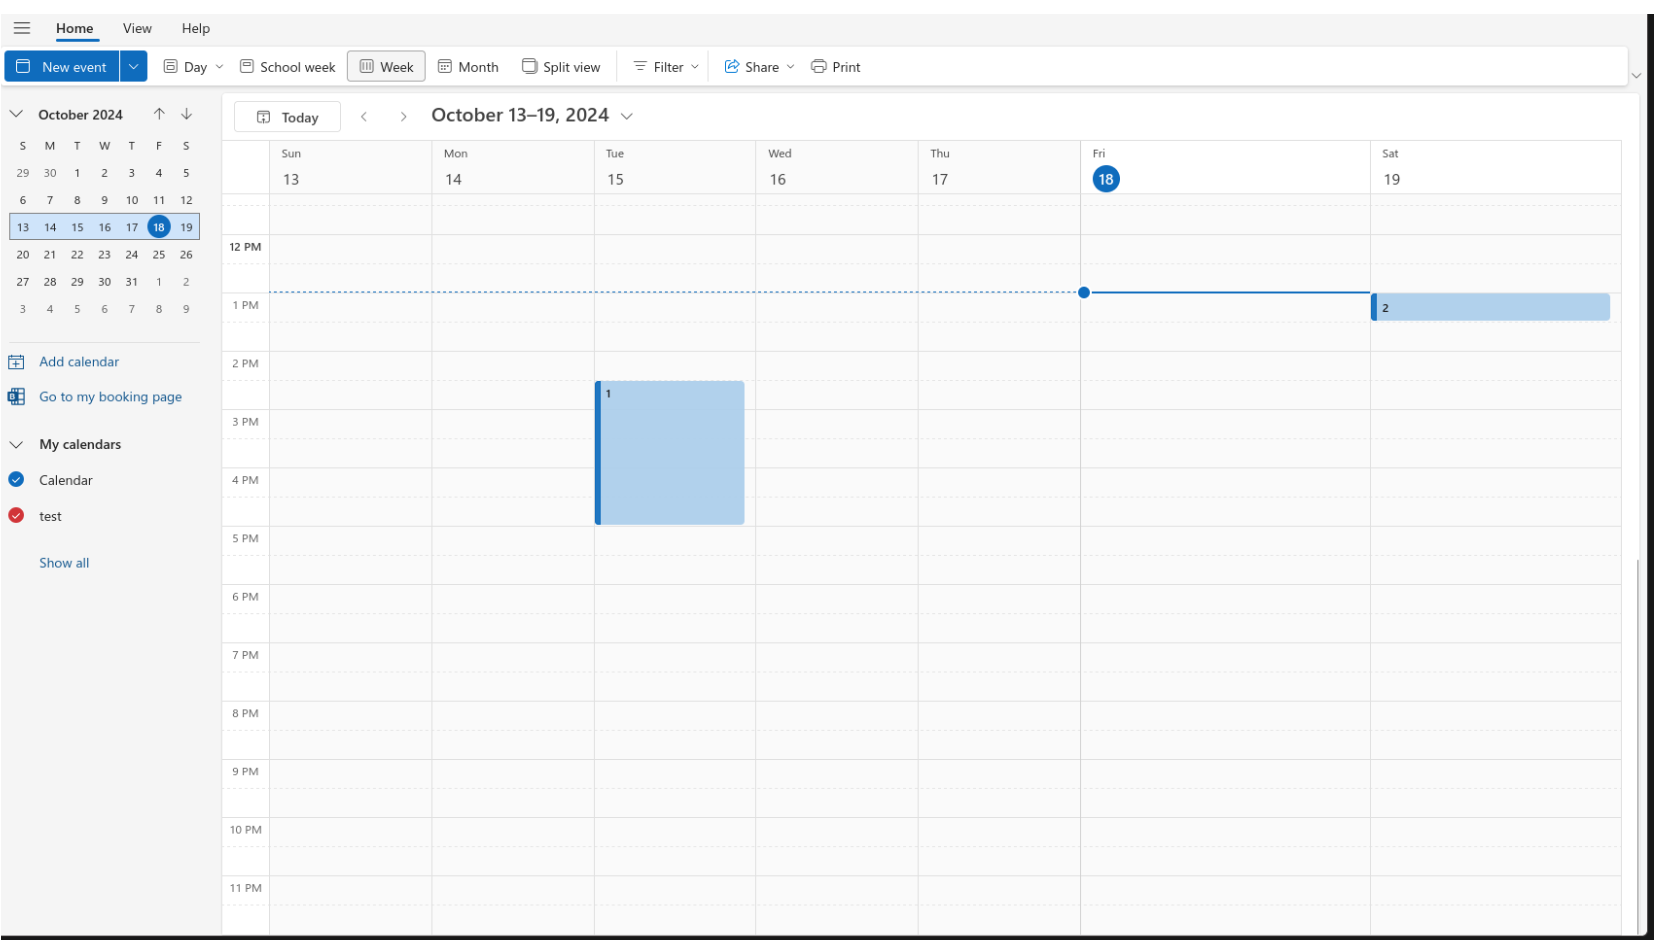 Home View Help
New event Day School week Week Month Split view Filter Share Print
October 2024
S M T W T F S
29 30 1 2 3 4 5
6 7 8 9 10 11 12
13 14 15 16 17 18 19
20 21 22 23 24 25 26
27 28 29 30 31 1 2
3 4 5 6 7 8 9
Add calendar
Go to my booking page
My calendars
Calendar
test
Show all
Today October 13–19, 2024
Sun Mon Tue Wed Thu Fri Sat
13 14 15 16 17 18 19
12 PM
1 PM
2
2 PM
1
3 PM
4 PM
5 PM
6 PM
7 PM
8 PM
9 PM
10 PM
11 PM